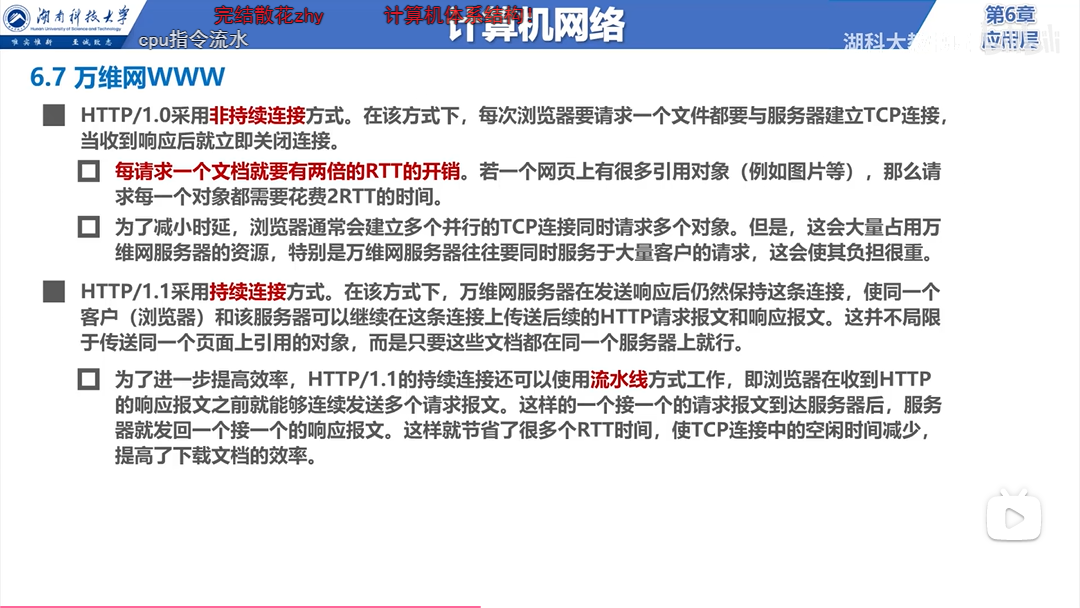 湖南科技大学
Hunan University of Science and Technology
唯实惟新 至诚致志
完结散花zhy
计算机体系结构!
cpu指令流水
计算机网络
湖科大
第6章
应用层
6.7 万维网WWW
HTTP/1.0采用非持续连接方式。在该方式下，每次浏览器要请求一个文件都要与服务器建立TCP连接，
当收到响应后就立即关闭连接。
每请求一个文档就要有两倍的RTT的开销。若一个网页上有很多引用对象（例如图片等），那么请
求每一个对象都需要花费2RTT的时间。
为了减小时延，浏览器通常会建立多个并行的TCP连接同时请求多个对象。但是，这会大量占用万
维网服务器的资源，特别是万维网服务器往往要同时服务于大量客户的请求，这会使其负担很重。
HTTP/1.1采用持续连接方式。在该方式下，万维网服务器在发送响应后仍然保持这条连接，使同一个
客户（浏览器）和该服务器可以继续在这条连接上传送后续的HTTP请求报文和响应报文。这并不局限
于传送同一个页面上引用的对象，而是只要这些文档都在同一个服务器上就行。
为了进一步提高效率，HTTP/1.1的持续连接还可以使用流水线方式工作，即浏览器在收到HTTP
的响应报文之前就能够连续发送多个请求报文。这样的一个接一个的请求报文到达服务器后，服务
器就发回一个接一个的响应报文。这样就节省了很多个RTT时间，使TCP连接中的空闲时间减少，
提高了下载文档的效率。